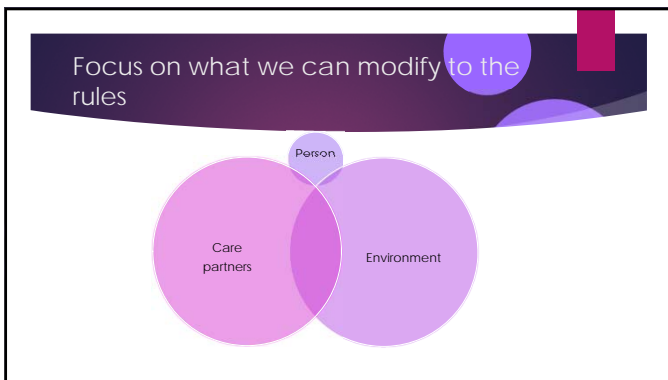 Focus on what we can modify to the
rules
Person
Care
partners
Environment